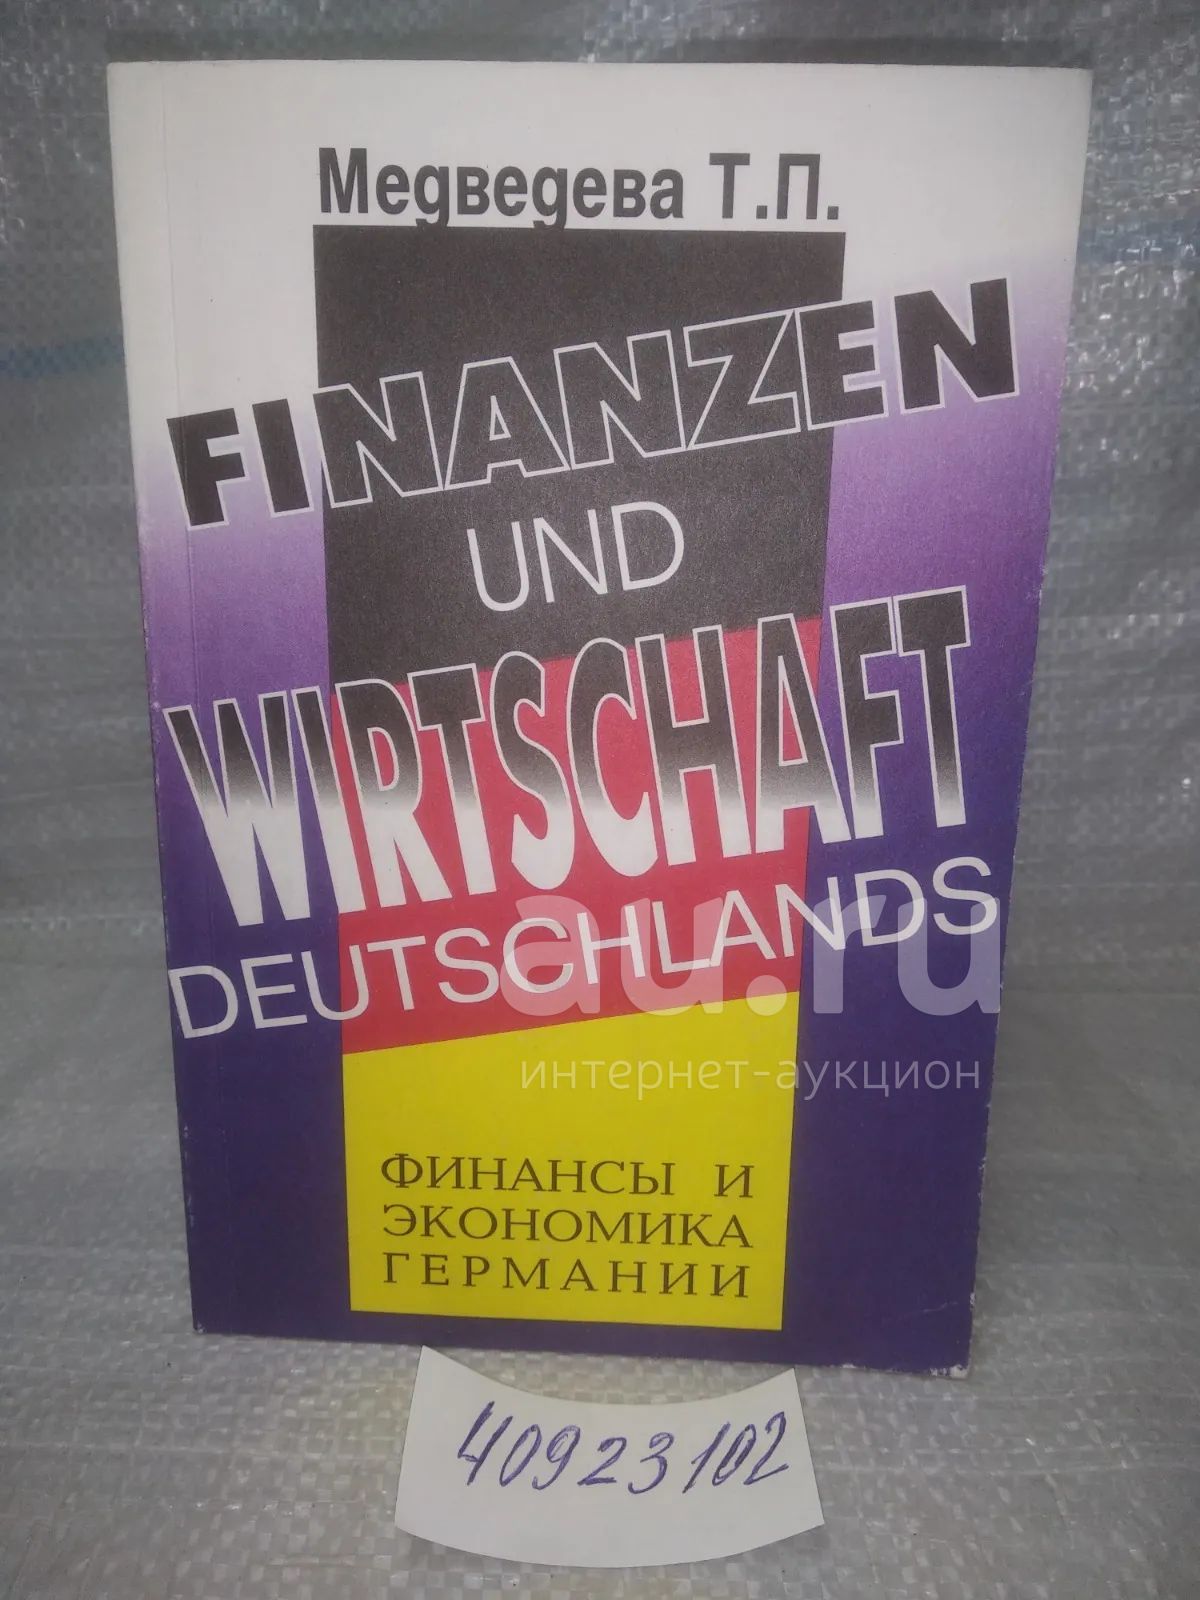 Медведева Т.П.
FINANZEN
UND
WIRTSCHAFT
DEUTSCHLANDS
au.ru
интернет-аукцион
ФИНАНСЫ И
ЭКОНОМИКА
ГЕРМАНИИ
40923102